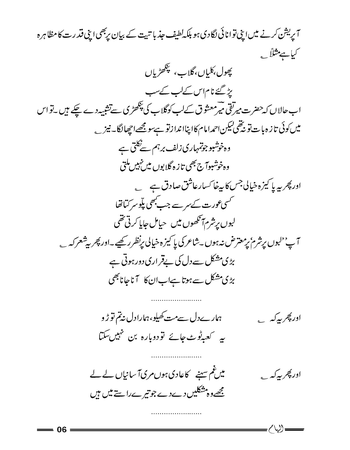 آپریشن کرنے میں اپنی توانائی لگادی ہو بلکہ لطیف جذباتیت کے بیان پر بھی اپنی قدرت کا مظاہرہ
کیا ہے مثلاً ؎
پھول، کلیاں، گلاب، پنکھڑیاں
پڑ گئے نام اس کے لب کے سب
اب حالاں کہ حضرت میر تقی میر معشوق کے لب کو گلاب کی پنکھڑی سے تشبیہ دے چکے ہیں۔ تو اس
میں کوئی تازہ بات تو نہ تھی لیکن احمد امام کا اپنا انداز تو ہے سو مجھے اچھا لگا۔ نیز ؎
وہ خوشبو جو تمہاری زلف برہم سے نکلتی ہے
وہ خوشبو آج بھی تازہ گلابوں میں نہیں ملتی
اور پھر یہ پاکیزہ خیالی جس کا یہ خاکسار عاشق صادق ہے ؎
کسی عورت کے سر سے جب کبھی پلّو سرکتا تھا
لبوں پر شرم آنکھوں میں حیا مل جایا کرتی تھی
آپ ’’لبوں پر شرم‘‘ پر معترض نہ ہوں۔ شاعر کی پاکیزہ خیالی پر نظر رکھیے۔ اور پھر یہ شعر کہ ؎
بڑی مشکل سے دل کی بے قراری دور ہوتی ہے
بڑی مشکل سے ہوتا ہے اب ان کا آنا جانا بھی
........................
اور پھر یہ کہ ؎ ہمارے دل سے مت کھیلو، ہمارا دل نہ تم توڑو
یہ کعبہ ٹوٹ جائے تو دوبارہ بن نہیں سکتا
........................
اور پھر یہ کہ ؎ میں غم سہنے کا عادی ہوں مری آسانیاں لے لے
مجھے وہ مشکلیں دے دے جو تیرے راستے میں ہیں
........................
06